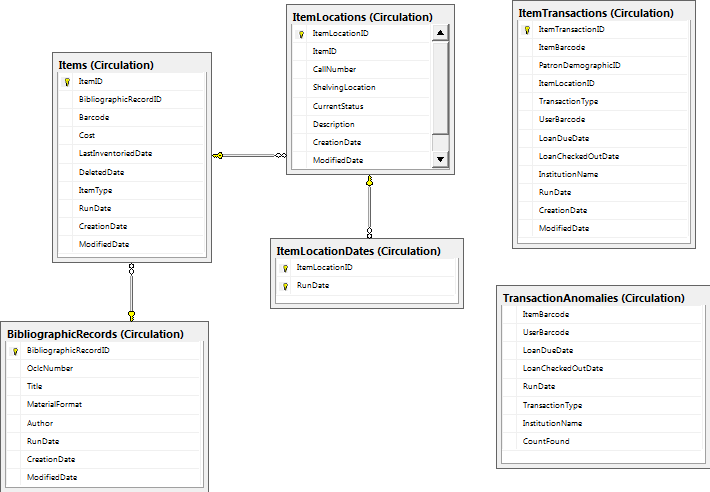 ItemLocations (Circulation)
ItemLocationID
ItemID
CallNumber
ShelvingLocation
CurrentStatus
Description
CreationDate
ModifiedDate
ItemTransactions (Circulation)
ItemTransactionID
ItemBarcode
PatronDemographicID
ItemLocationID
TransactionType
UserBarcode
LoanDueDate
LoanCheckedOutDate
InstitutionName
RunDate
CreationDate
ModifiedDate
Items (Circulation)
ItemID
BibliographicRecordID
Barcode
Cost
LastInventoriedDate
DeletedDate
ItemType
RunDate
CreationDate
ModifiedDate
ItemLocationDates (Circulation)
ItemLocationID
RunDate
TransactionAnomalies (Circulation)
ItemBarcode
UserBarcode
LoanDueDate
LoanCheckedOutDate
RunDate
TransactionType
InstitutionName
CountFound
BibliographicRecords (Circulation)
BibliographicRecordID
OclcNumber
Title
MaterialFormat
Author
RunDate
CreationDate
ModifiedDate